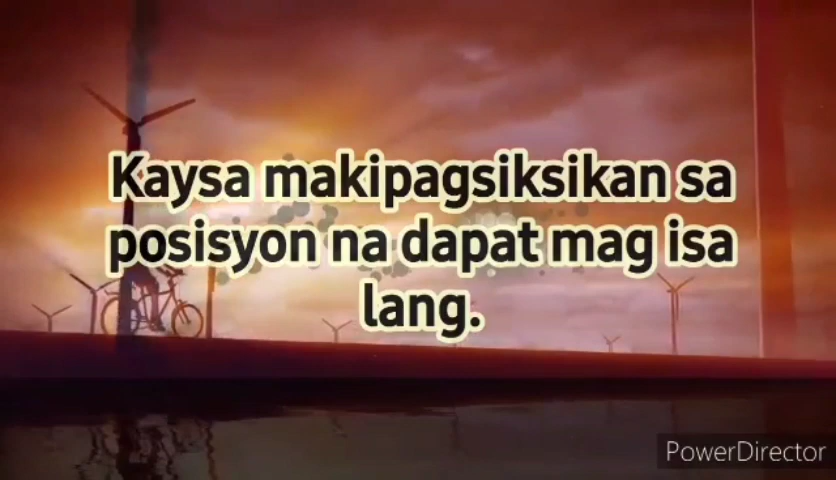 Kaysa makipagsiksikan sa
posisyon na dapat mag isa
lang.
PowerDirector